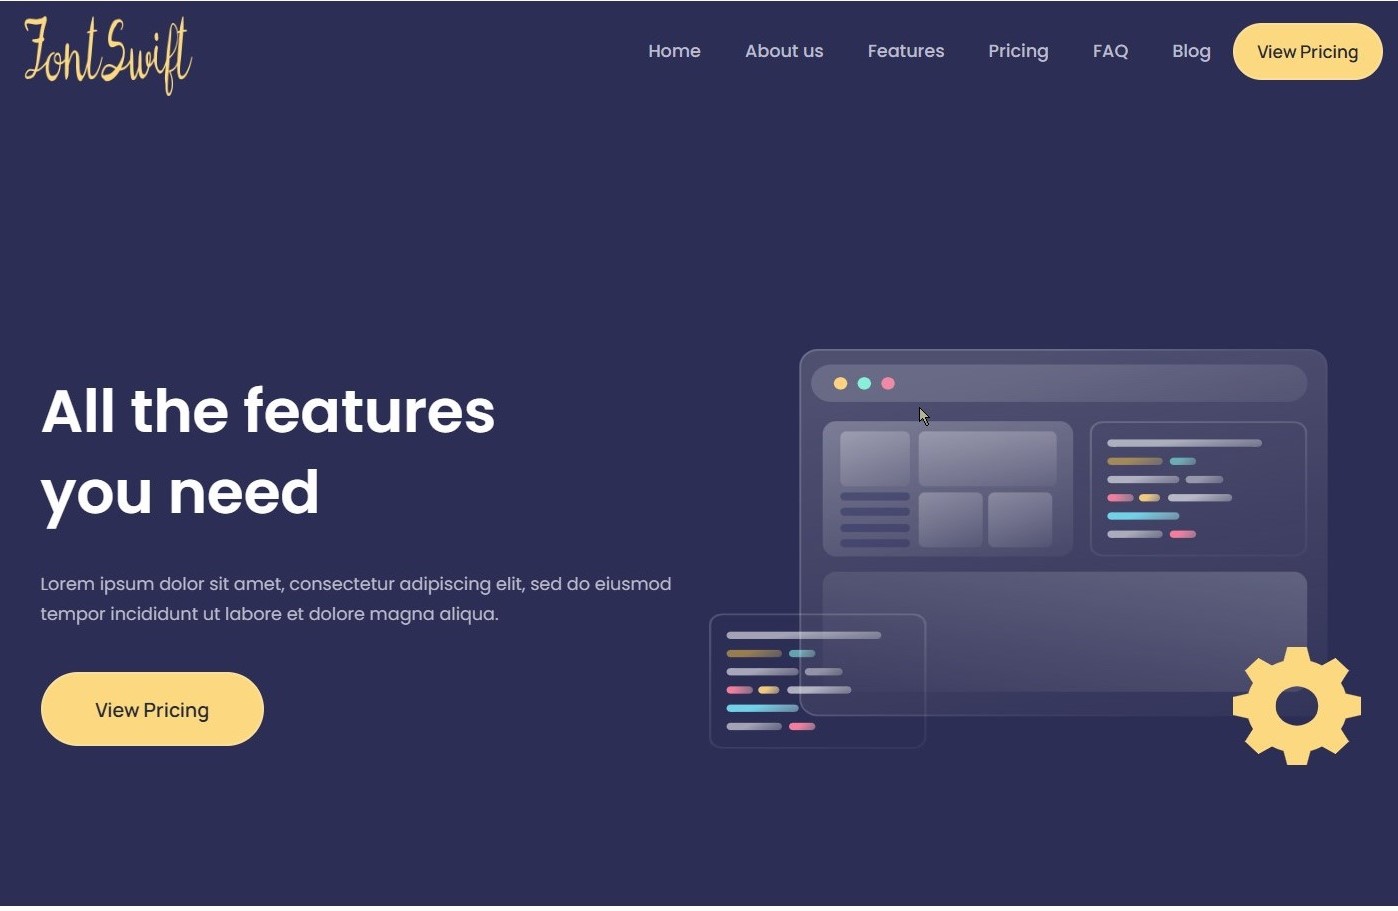 FontSwift
Home About us Features Pricing FAQ Blog View Pricing
All the features
you need
Lorem ipsum dolor sit amet, consectetur adipiscing elit, sed do eiusmod
tempor incididunt ut labore et dolore magna aliqua.
View Pricing